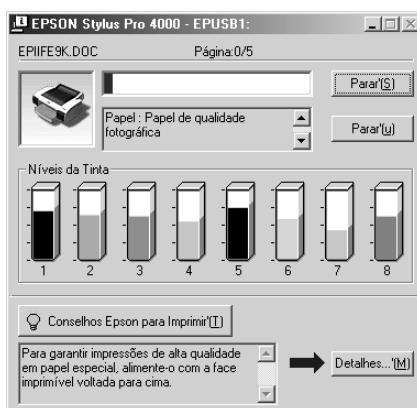 EPSON Stylus Pro 4000 - EPUSB1:
EPIIFE9K.DOC Página:0/5
Parar'(S)
Papel : Papel de qualidade
fotográfica
Parar'(u)
Níveis da Tinta
1 2 3 4 5 6 7 8
Conselhos Epson para Imprimir'(T)
Para garantir impressões de alta qualidade
em papel especial, alimente-o com a face
imprimível voltada para cima.
Detalhes...'(M)